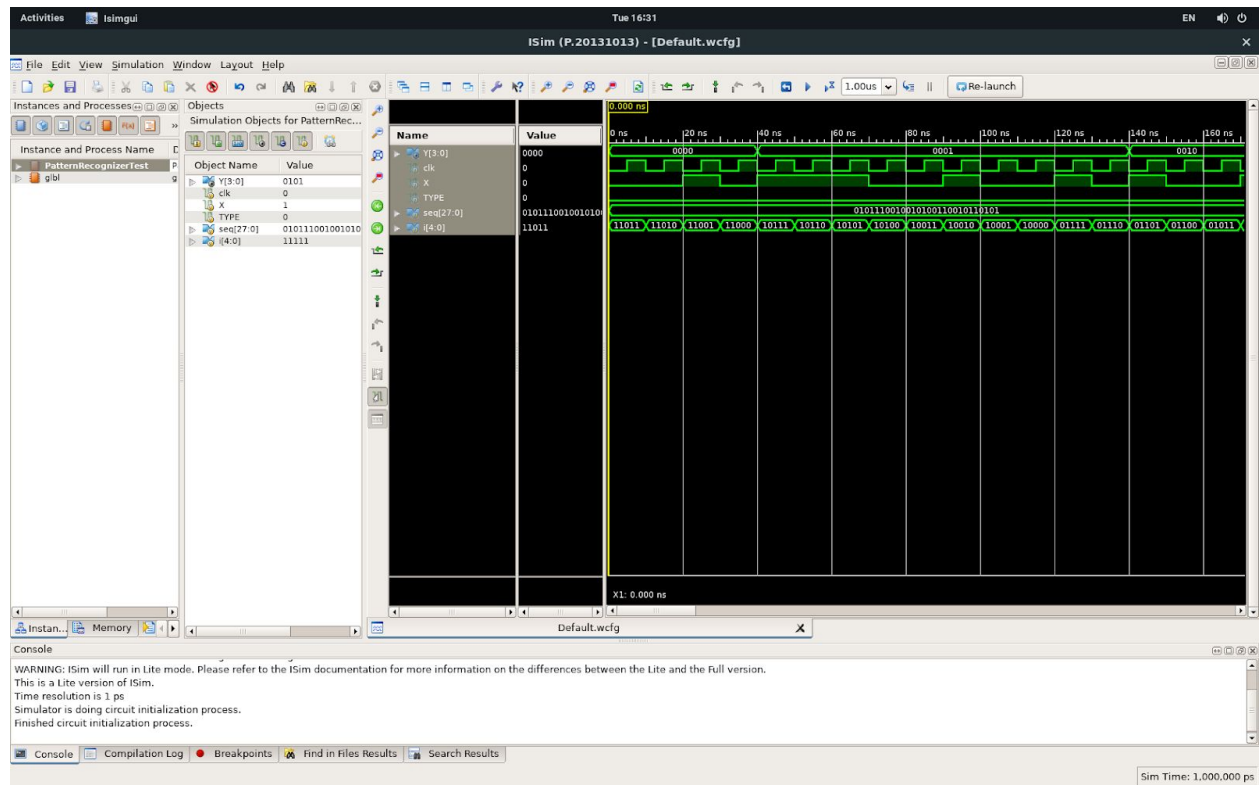 Activities Isimgui Tue 16:31 EN
ISim (P.20131013) - [Default.wcfg]
File Edit View Simulation Window Layout Help
1.00us Re-launch
Instances and Processes
Instance and Process Name D
PatternRecognizerTest P
glbl g
Instan... Memory
Objects
Simulation Objects for PatternRec...
Object Name Value
Y[3:0] 0101
clk 0
X 1
TYPE 0
seq[27:0] 010111001001010
i[4:0] 11111
Name Value
Y[3:0] 0000
clk 0
X 0
TYPE 0
seq[27:0] 0101110010010100
i[4:0] 11011
0.000 ns
0 ns 20 ns 40 ns 60 ns 80 ns 100 ns 120 ns 140 ns 160 ns
0000 0001 0010
0101110010010100110010110101
11011 11010 11001 11000 10111 10110 10101 10100 10011 10010 10001 10000 01111 01110 01101 01100 01011
X1: 0.000 ns
Default.wcfg X
Console
WARNING: ISim will run in Lite mode. Please refer to the ISim documentation for more information on the differences between the Lite and the Full version.
This is a Lite version of ISim.
Time resolution is 1 ps
Simulator is doing circuit initialization process.
Finished circuit initialization process.
Console Compilation Log Breakpoints Find in Files Results Search Results
Sim Time: 1,000,000 ps